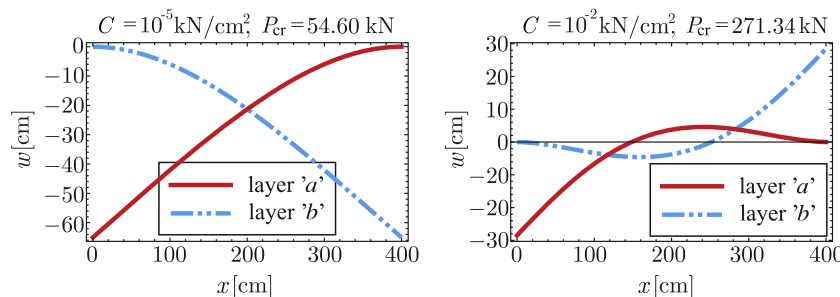 C = 10⁻⁵ kN/cm², P_cr = 54.60 kN
0
−10
−20
−30
−40
−50
−60
w [cm]
layer 'a'
layer 'b'
0 100 200 300 400
x [cm]
C = 10⁻² kN/cm², P_cr = 271.34 kN
30
20
10
0
−10
-20
−30
w [cm]
layer 'a'
layer 'b'
0 100 200 300 400
x [cm]